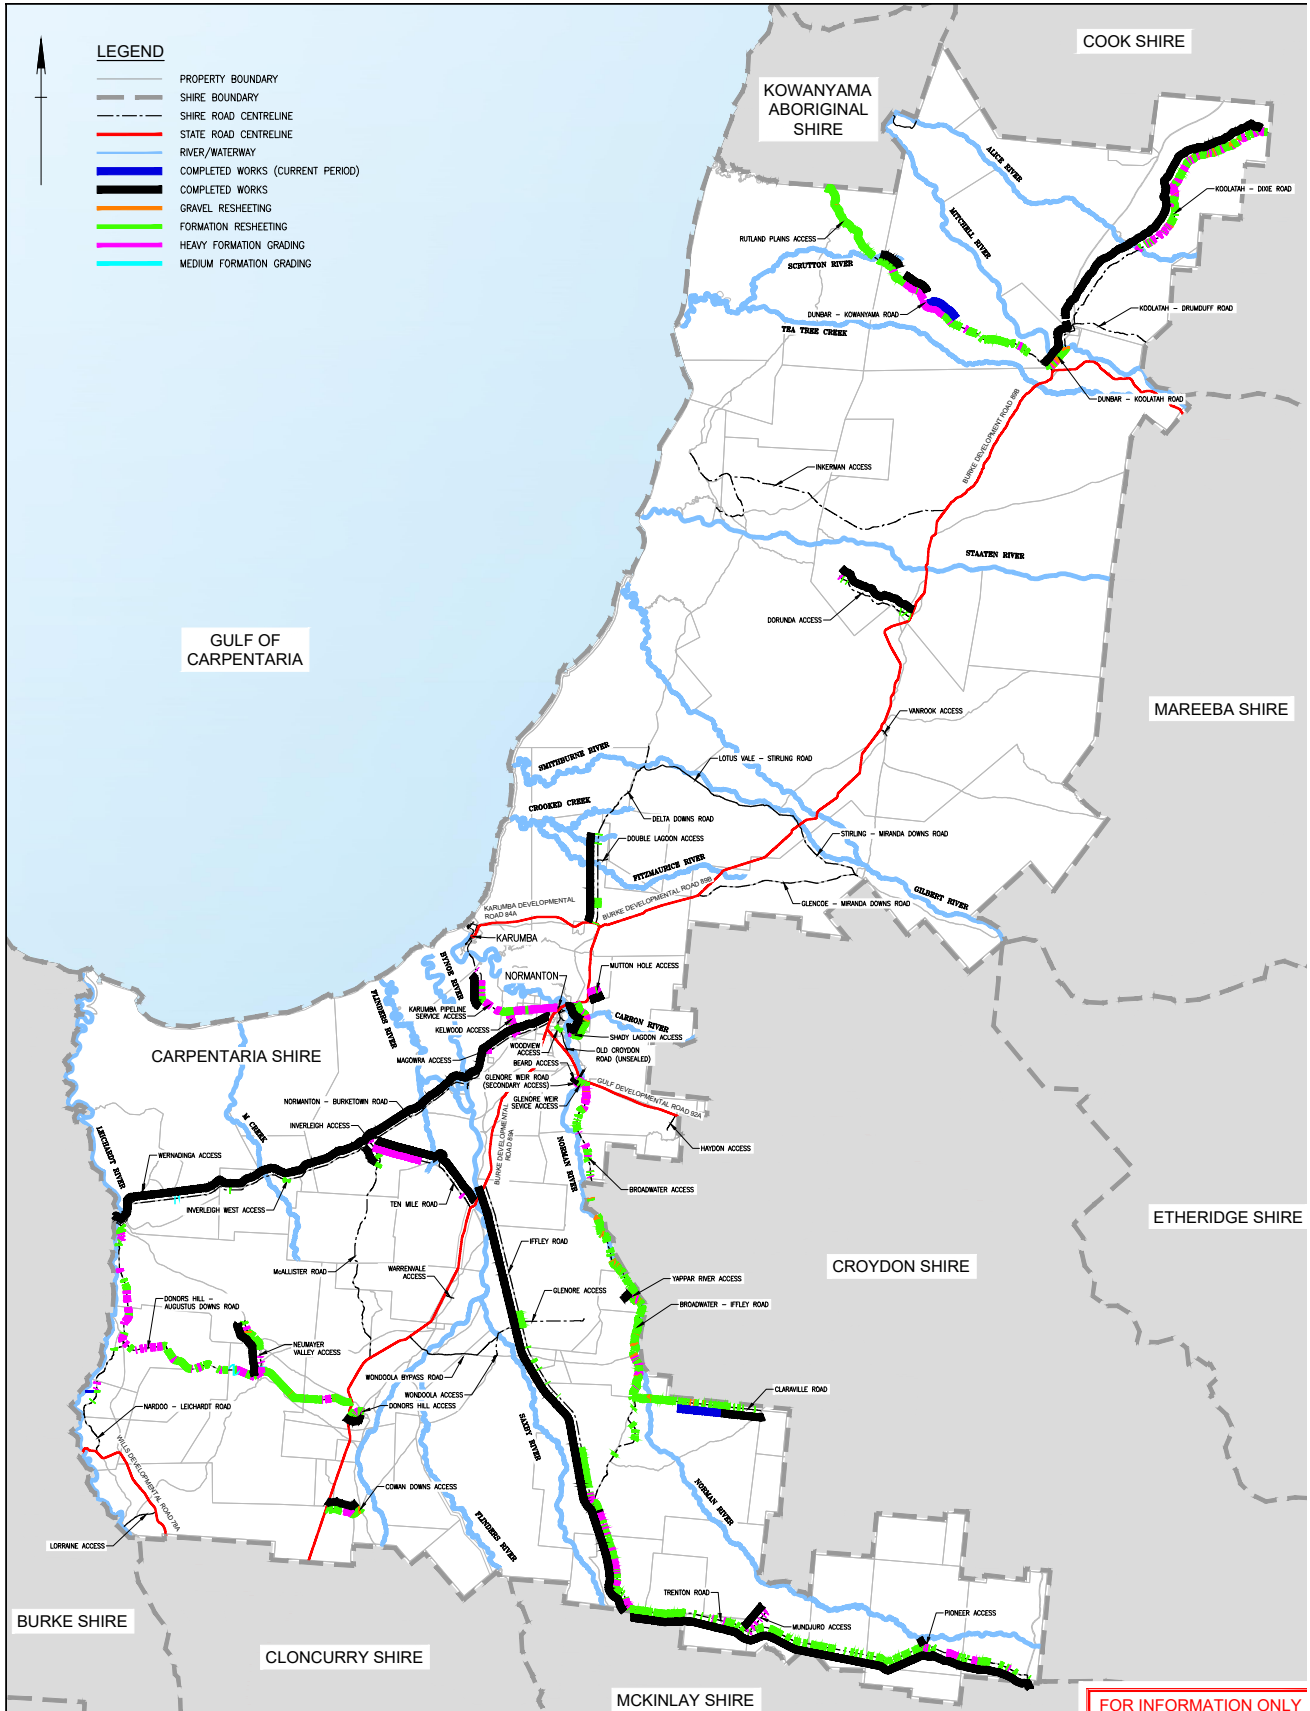 LEGEND
PROPERTY BOUNDARY
SHIRE BOUNDARY
SHIRE ROAD CENTRELINE
STATE ROAD CENTRELINE
RIVER/WATERWAY
COMPLETED WORKS (CURRENT PERIOD)
COMPLETED WORKS
GRAVEL RESHEETING
FORMATION RESHEETING
HEAVY FORMATION GRADING
MEDIUM FORMATION GRADING
COOK SHIRE
KOWANYAMA
ABORIGINAL
SHIRE
ALICE RIVER
KOOLATAH - DIXIE ROAD
MITCHELL RIVER
RUTLAND PLAINS ACCESS
SCRUTTON RIVER
DUNBAR - KOWANYAMA ROAD
KOOLATAH - DRUMDUFF ROAD
TEA TREE CREEK
DUNBAR - KOOLATAH ROAD
BURKE DEVELOPMENT ROAD 89B
INKERMAN ACCESS
STAATEN RIVER
DORUNDA ACCESS
GULF OF
CARPENTARIA
VANROOK ACCESS
MAREEBA SHIRE
SMITHBURNE RIVER
LOTUS VALE - STIRLING ROAD
CROOKED CREEK
DELTA DOWNS ROAD
DOUBLE LAGOON ACCESS
STIRLING - MIRANDA DOWNS ROAD
FITZMAURICE RIVER
GILBERT RIVER
BURKE DEVELOPMENTAL ROAD 89B
GLENCOE - MIRANDA DOWNS ROAD
KARUMBA DEVELOPMENTAL
ROAD 84A
KARUMBA
BYNOE RIVER
NORMANTON
MUTTON HOLE ACCESS
FLINDERS RIVER
KARUMBA PIPELINE
SERVICE ACCESS
KELWOOD ACCESS
CARRON RIVER
SHADY LAGOON ACCESS
WOODVIEW
ACCESS
OLD CROYDON
ROAD (UNSEALED)
CARPENTARIA SHIRE
MAGOWRA ACCESS
BEARD ACCESS
GLENORE WEIR ROAD
(SECONDARY ACCESS)
GULF DEVELOPMENTAL ROAD 92A
GLENORE WEIR
SEVICE ACCESS
NORMANTON - BURKETOWN ROAD
INVERLEIGH ACCESS
M CREEK
BURKE DEVELOPMENTAL
ROAD 89A
NORMAN RIVER
HAYDON ACCESS
LEICHARDT RIVER
WERNADINGA ACCESS
BROADWATER ACCESS
INVERLEIGH WEST ACCESS
TEN MILE ROAD
ETHERIDGE SHIRE
IFFLEY ROAD
McALLISTER ROAD
WARRENVALE
ACCESS
CROYDON SHIRE
YAPPAR RIVER ACCESS
GLENORE ACCESS
DONORS HILL -
AUGUSTUS DOWNS ROAD
BROADWATER - IFFLEY ROAD
NEUMAYER
VALLEY ACCESS
WONDOOLA BYPASS ROAD
WONDOOLA ACCESS
CLARAVILLE ROAD
NARDOO - LEICHARDT ROAD
DONORS HILL ACCESS
SAXBY RIVER
WILLS DEVELOPMENTAL ROAD 78A
COWAN DOWNS ACCESS
NORMAN RIVER
FLINDERS RIVER
LORRAINE ACCESS
TRENTON ROAD
MUNDJURO ACCESS
PIONEER ACCESS
BURKE SHIRE
CLONCURRY SHIRE
MCKINLAY SHIRE
FOR INFORMATION ONLY